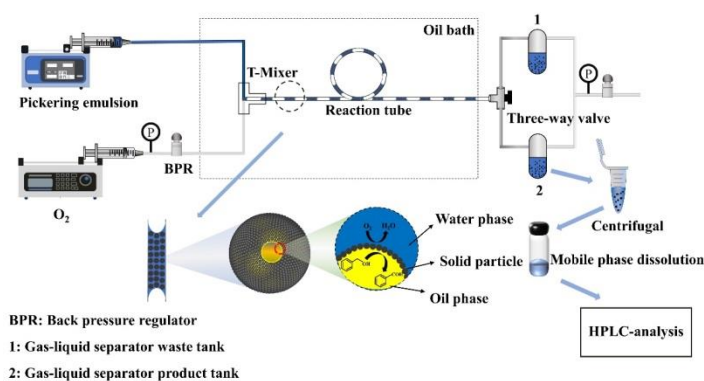 1
Oil bath
T-Mixer
P
Pickering emulsion
Reaction tube
Three-way valve
P
BPR
O₂
2
Water phase
Centrifugal
O₂
H₂O
Solid particle
Mobile phase dissolution
OH
Oil phase
BPR: Back pressure regulator
1: Gas-liquid separator waste tank
2: Gas-liquid separator product tank
HPLC-analysis